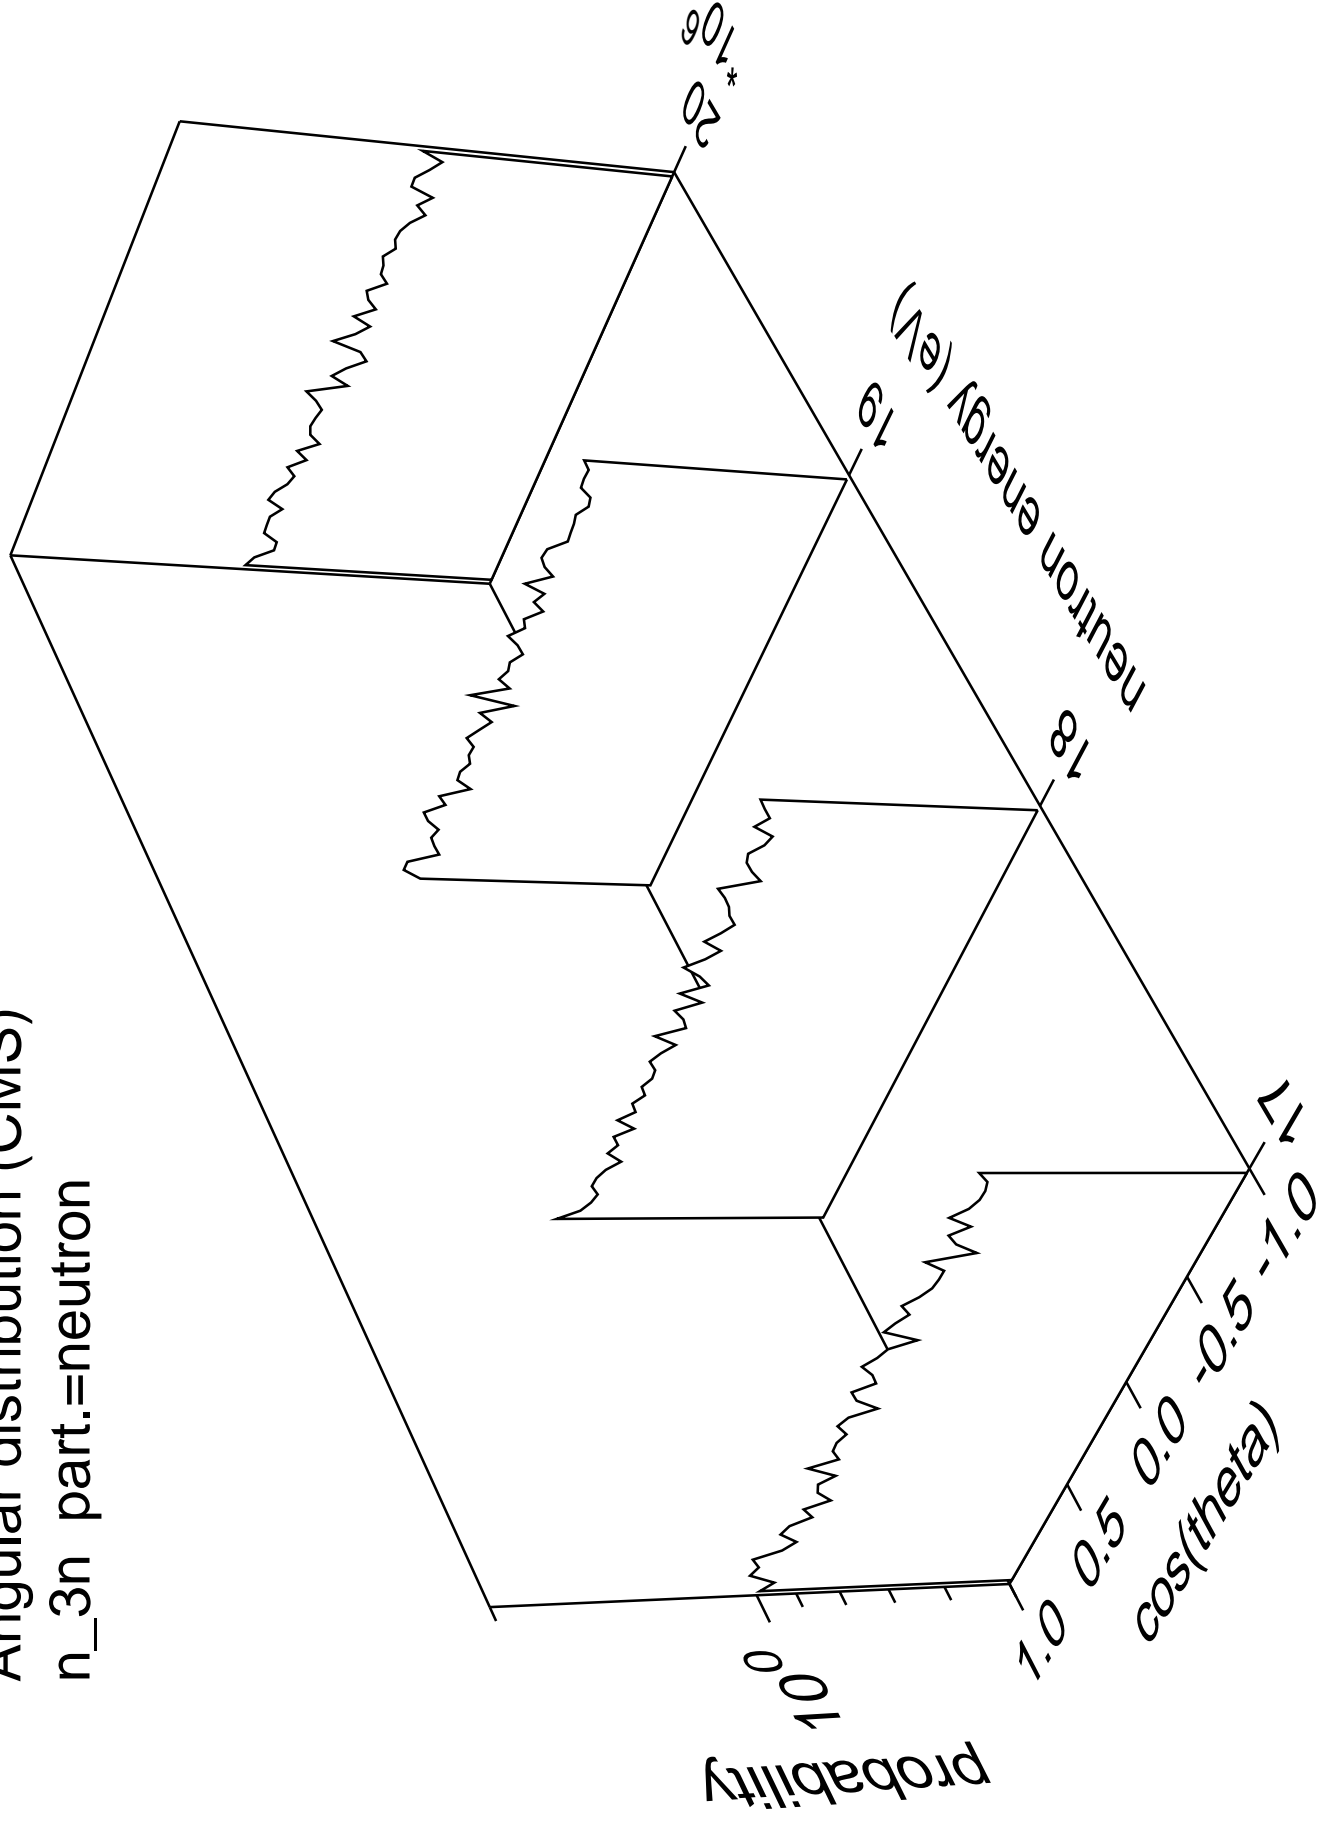 Angular distribution (CMS)
n_3n part.=neutron
probability
10^0
1.0 0.5 0.0 -0.5 -1.0
cos(theta)
17 18 19 20
*10^6
neutron energy (eV)